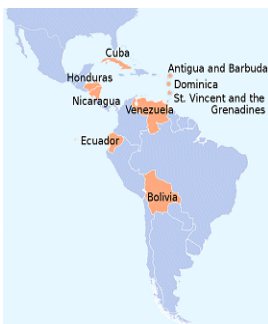 Cuba
Antigua and Barbuda
Honduras
Dominica
Nicaragua
St. Vincent and the
Grenadines
Venezuela
Ecuador
Bolivia